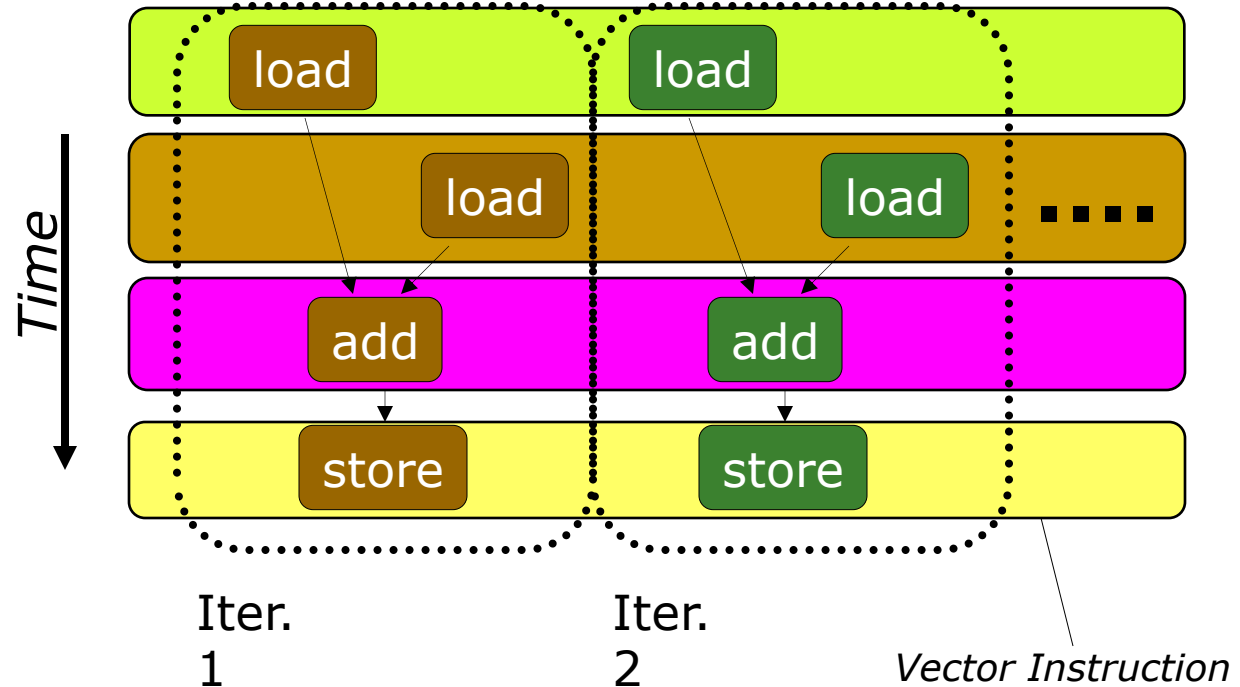 load load
load load
Time
add add
store store
Iter. Iter.
1 2
Vector Instruction